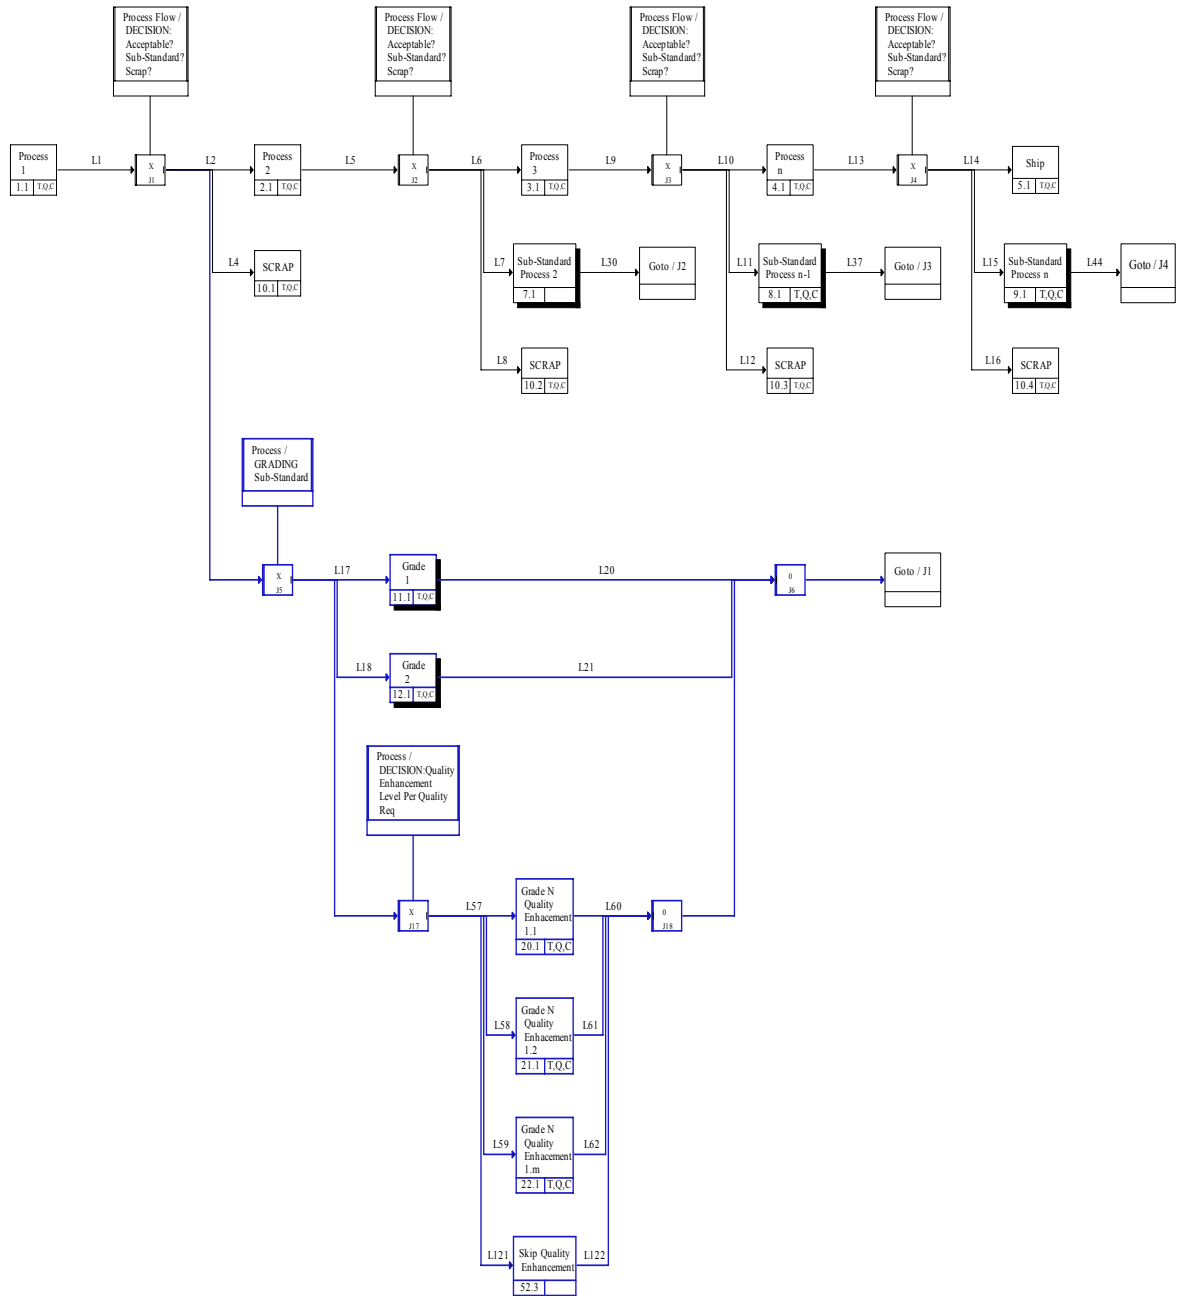 Process Flow /
DECISION:
Acceptable?
Sub-Standard?
Scrap?
Process Flow /
DECISION:
Acceptable?
Sub-Standard?
Scrap?
Process Flow /
DECISION:
Acceptable?
Sub-Standard?
Scrap?
Process Flow /
DECISION:
Acceptable?
Sub-Standard?
Scrap?
Process
1
1.1 T,Q,C
L1
X
J1
L2
Process
2
2.1 T,Q,C
L5
X
J2
L6
Process
3
3.1 T,Q,C
L9
X
J3
L10
Process
n
4.1 T,Q,C
L13
X
J4
L14
Ship
5.1 T,Q,C
L4
SCRAP
10.1 T,Q,C
L7
Sub-Standard
Process 2
7.1
L30
Goto / J2
L11
Sub-Standard
Process n-1
8.1 T,Q,C
L37
Goto / J3
L15
Sub-Standard
Process n
9.1 T,Q,C
L44
Goto / J4
L8
SCRAP
10.2 T,Q,C
L12
SCRAP
10.3 T,Q,C
L16
SCRAP
10.4 T,Q,C
Process /
GRADING
Sub-Standard
X
J5
L17
Grade
1
11.1 T,Q,C
L20
0
J6
Goto / J1
L18
Grade
2
12.1 T,Q,C
L21
Process /
DECISION:Quality
Enhancement
Level Per Quality
Req
X
J17
L57
Grade N
Quality
Enhacement
1.1
20.1 T,Q,C
L60
0
J18
L58
Grade N
Quality
Enhacement
1.2
21.1 T,Q,C
L61
L59
Grade N
Quality
Enhacement
1.m
22.1 T,Q,C
L62
L121
Skip Quality
Enhancement
52.3
L122